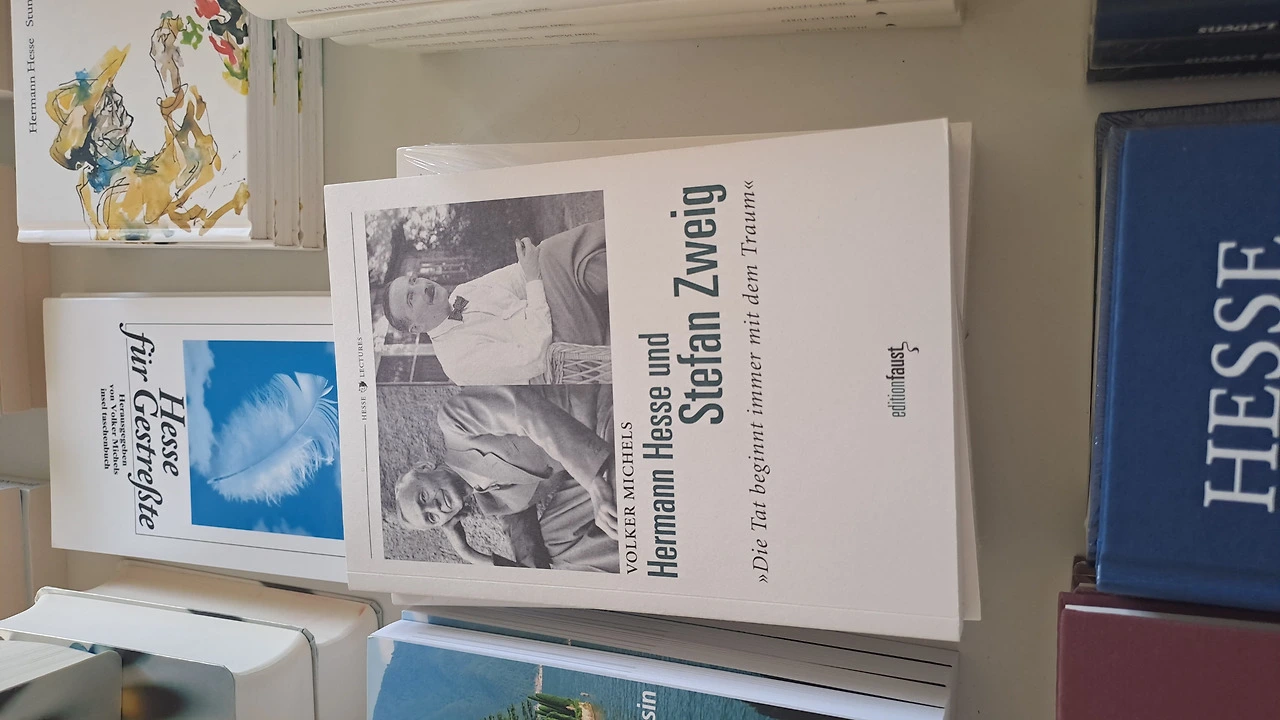 Hermann Hesse
Hesse
für Gestreßte
Herausgegeben
von Volker Michels
insel taschenbuch
HESSE LECTURES
VOLKER MICHELS
Hermann Hesse und
Stefan Zweig
»Die Tat beginnt immer mit dem Traum«
editionfaust
HESSE